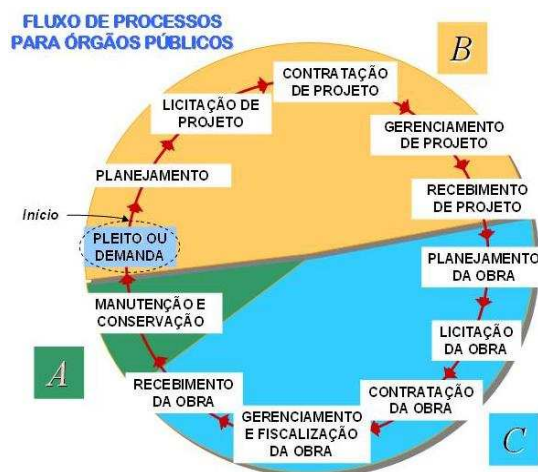 FLUXO DE PROCESSOS
PARA ÓRGÃOS PÚBLICOS
B
CONTRATAÇÃO
DE PROJETO
LICITAÇÃO DE
PROJETO
GERENCIAMENTO
DE PROJETO
PLANEJAMENTO
RECEBIMENTO
DE PROJETO
Início
PLEITO OU
DEMANDA
PLANEJAMENTO
DA OBRA
MANUTENÇÃO E
CONSERVAÇÃO
LICITAÇÃO
DA OBRA
A
RECEBIMENTO
DA OBRA
CONTRATAÇÃO
DA OBRA
GERENCIAMENTO
E FISCALIZAÇÃO
DA OBRA
C